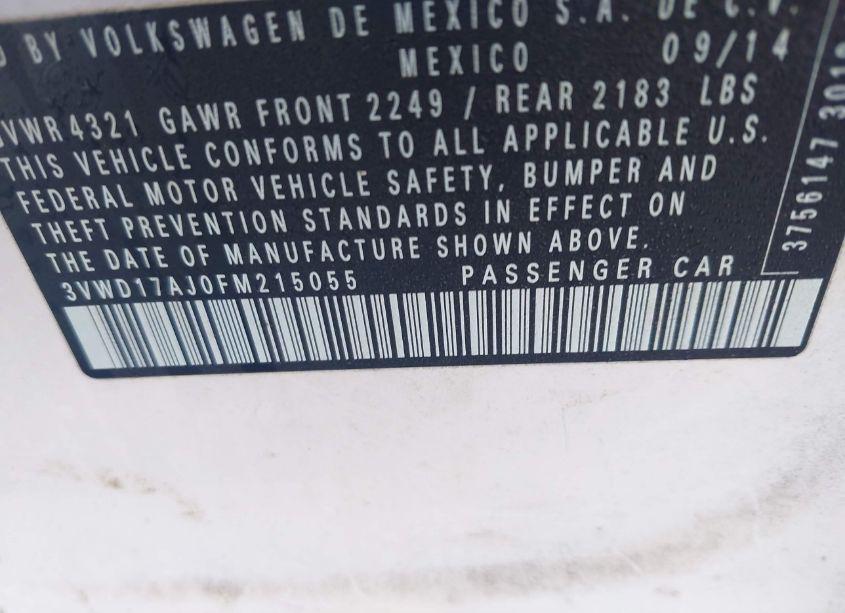 BY VOLKSWAGEN DE MEXICO S.A. DE C.V.
MEXICO 09/14
GVWR 4321 GAWR FRONT 2249 / REAR 2183 LBS
THIS VEHICLE CONFORMS TO ALL APPLICABLE U.S.
FEDERAL MOTOR VEHICLE SAFETY, BUMPER AND
THEFT PREVENTION STANDARDS IN EFFECT ON
THE DATE OF MANUFACTURE SHOWN ABOVE.
3VWD17AJ0FM215055 PASSENGER CAR
3756147